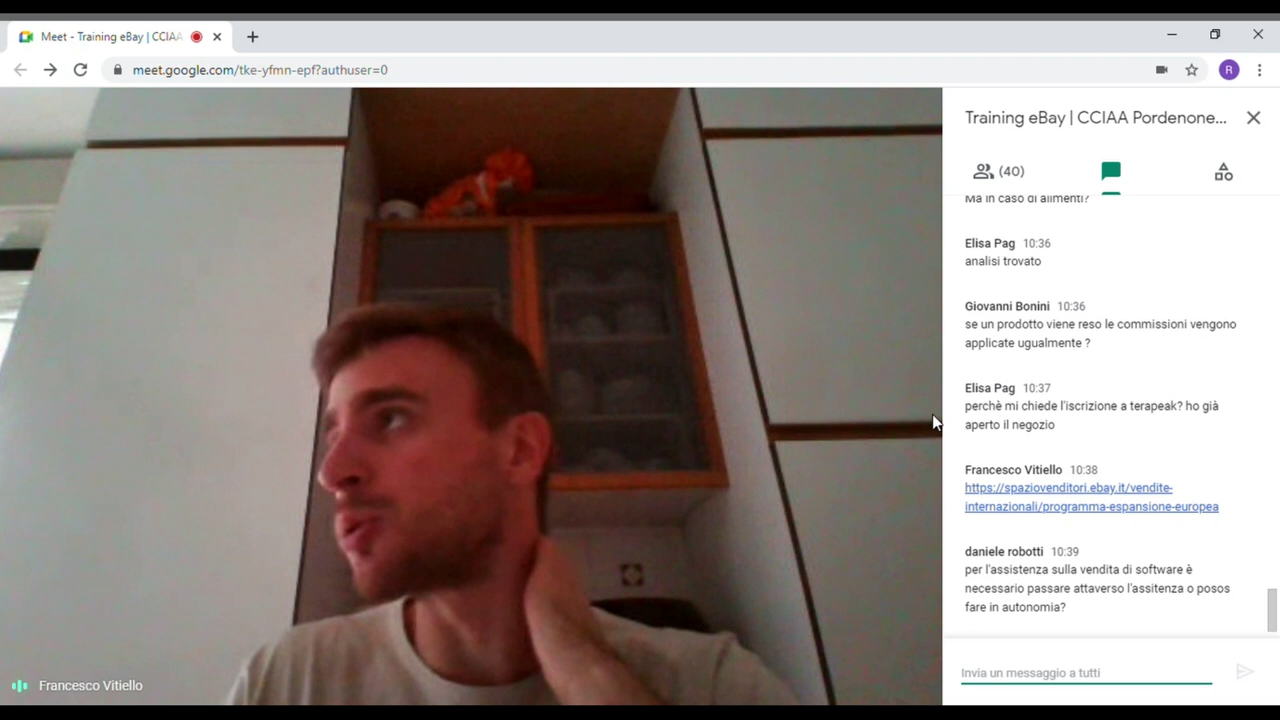 Meet - Training eBay | CCIAA
meet.google.com/tke-yfmn-epf?authuser=0
R
Training eBay | CCIAA Pordenone...
(40)
Ma in caso di alimenti?
Elisa Pag 10:36
analisi trovato
Giovanni Bonini 10:36
se un prodotto viene reso le commissioni vengono
applicate ugualmente ?
Elisa Pag 10:37
perchè mi chiede l'iscrizione a terapeak? ho già
aperto il negozio
Francesco Vitiello 10:38
https://spaziovenditori.ebay.it/vendite-
internazionali/programma-espansione-europea
daniele robotti 10:39
per l'assistenza sulla vendita di software è
necessario passare attaverso l'assitenza o posos
fare in autonomia?
Invia un messaggio a tutti
Francesco Vitiello